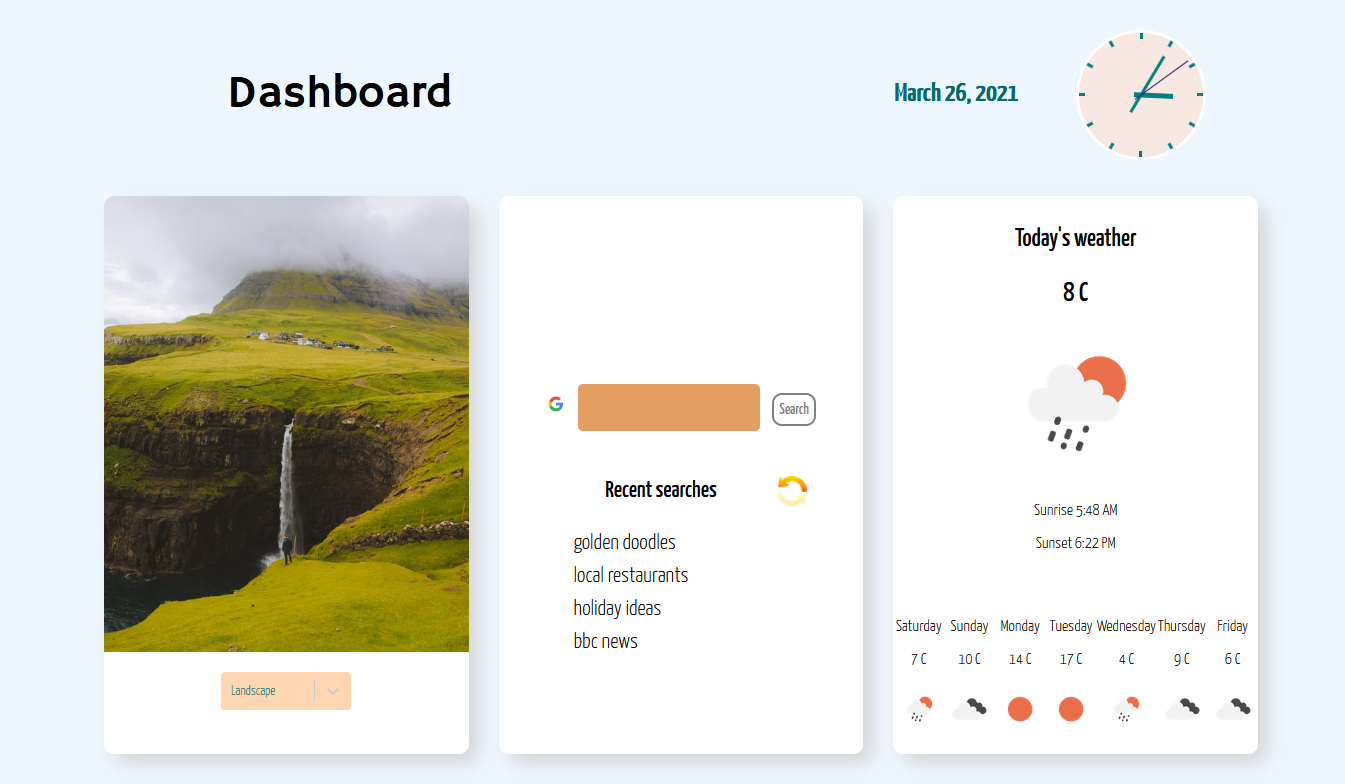 Dashboard
March 26, 2021
Landscape
Search
Recent searches
golden doodles
local restaurants
holiday ideas
bbc news
Today's weather
8 C
Sunrise 5:48 AM
Sunset 6:22 PM
Saturday Sunday Monday Tuesday Wednesday Thursday Friday
7 C 10 C 14 C 17 C 4 C 9 C 6 C